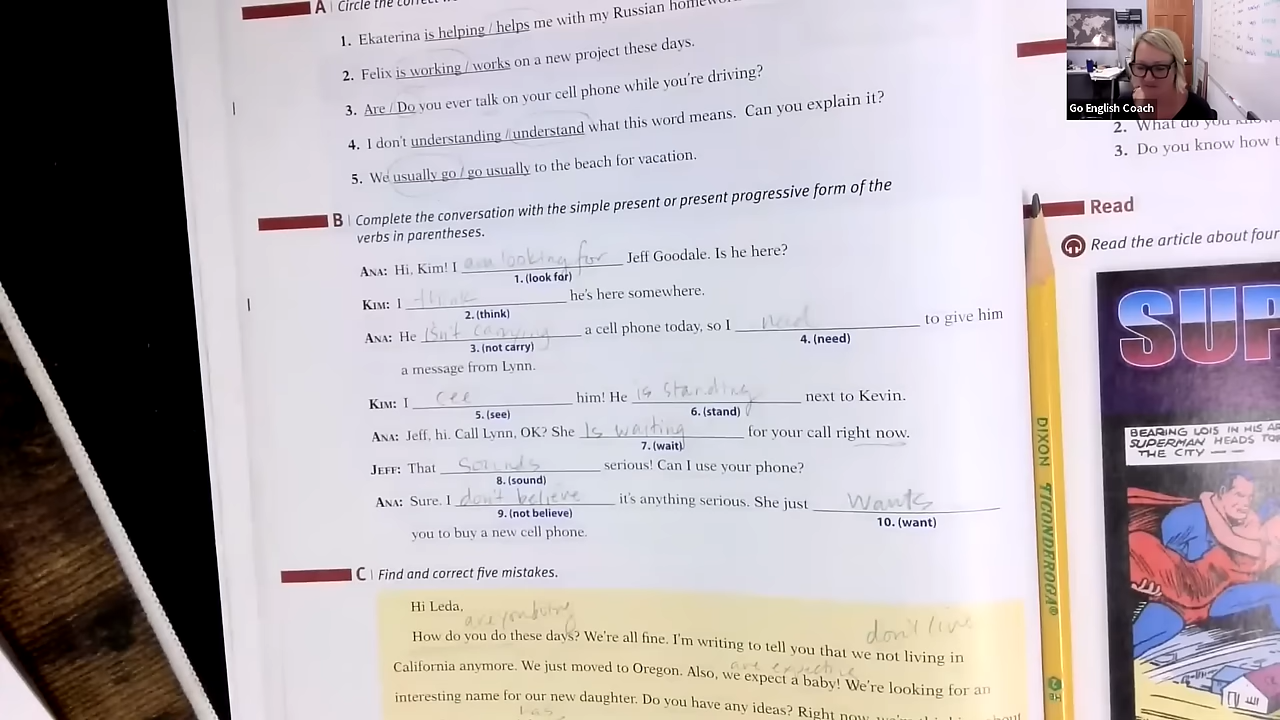 A Circle the correct
1. Ekaterina is helping / helps me with my Russian homework
2. Felix is working / works on a new project these days.
3. Are / Do you ever talk on your cell phone while you're driving?
4. I don't understanding / understand what this word means. Can you explain it?
5. We usually go / go usually to the beach for vacation.
B Complete the conversation with the simple present or present progressive form of the
verbs in parentheses.
ANA: Hi, Kim! I am looking for Jeff Goodale. Is he here?
1. (look for)
KIM: I think he's here somewhere.
2. (think)
ANA: He isn't carrying a cell phone today, so I need to give him
3. (not carry) 4. (need)
a message from Lynn.
KIM: I cee him! He is standing next to Kevin.
5. (see) 6. (stand)
ANA: Jeff, hi. Call Lynn, OK? She is waiting for your call right now.
7. (wait)
JEFF: That sounds serious! Can I use your phone?
8. (sound)
ANA: Sure. I don't believe it's anything serious. She just wants
9. (not believe) 10. (want)
you to buy a new cell phone.
C Find and correct five mistakes.
Hi Leda,
are you doing
don't live
How do you do these days? We're all fine. I'm writing to tell you that we not living in
are expecting
California anymore. We just moved to Oregon. Also, we expect a baby! We're looking for an
interesting name for our new daughter. Do you have any ideas? Right now,
Go English Coach
2. What do you know
3. Do you know how
Read
Read the article about four
SUP
BEARING LOIS IN HIS
SUPERMAN HEADS
THE CITY
DIXON TICONDEROGA